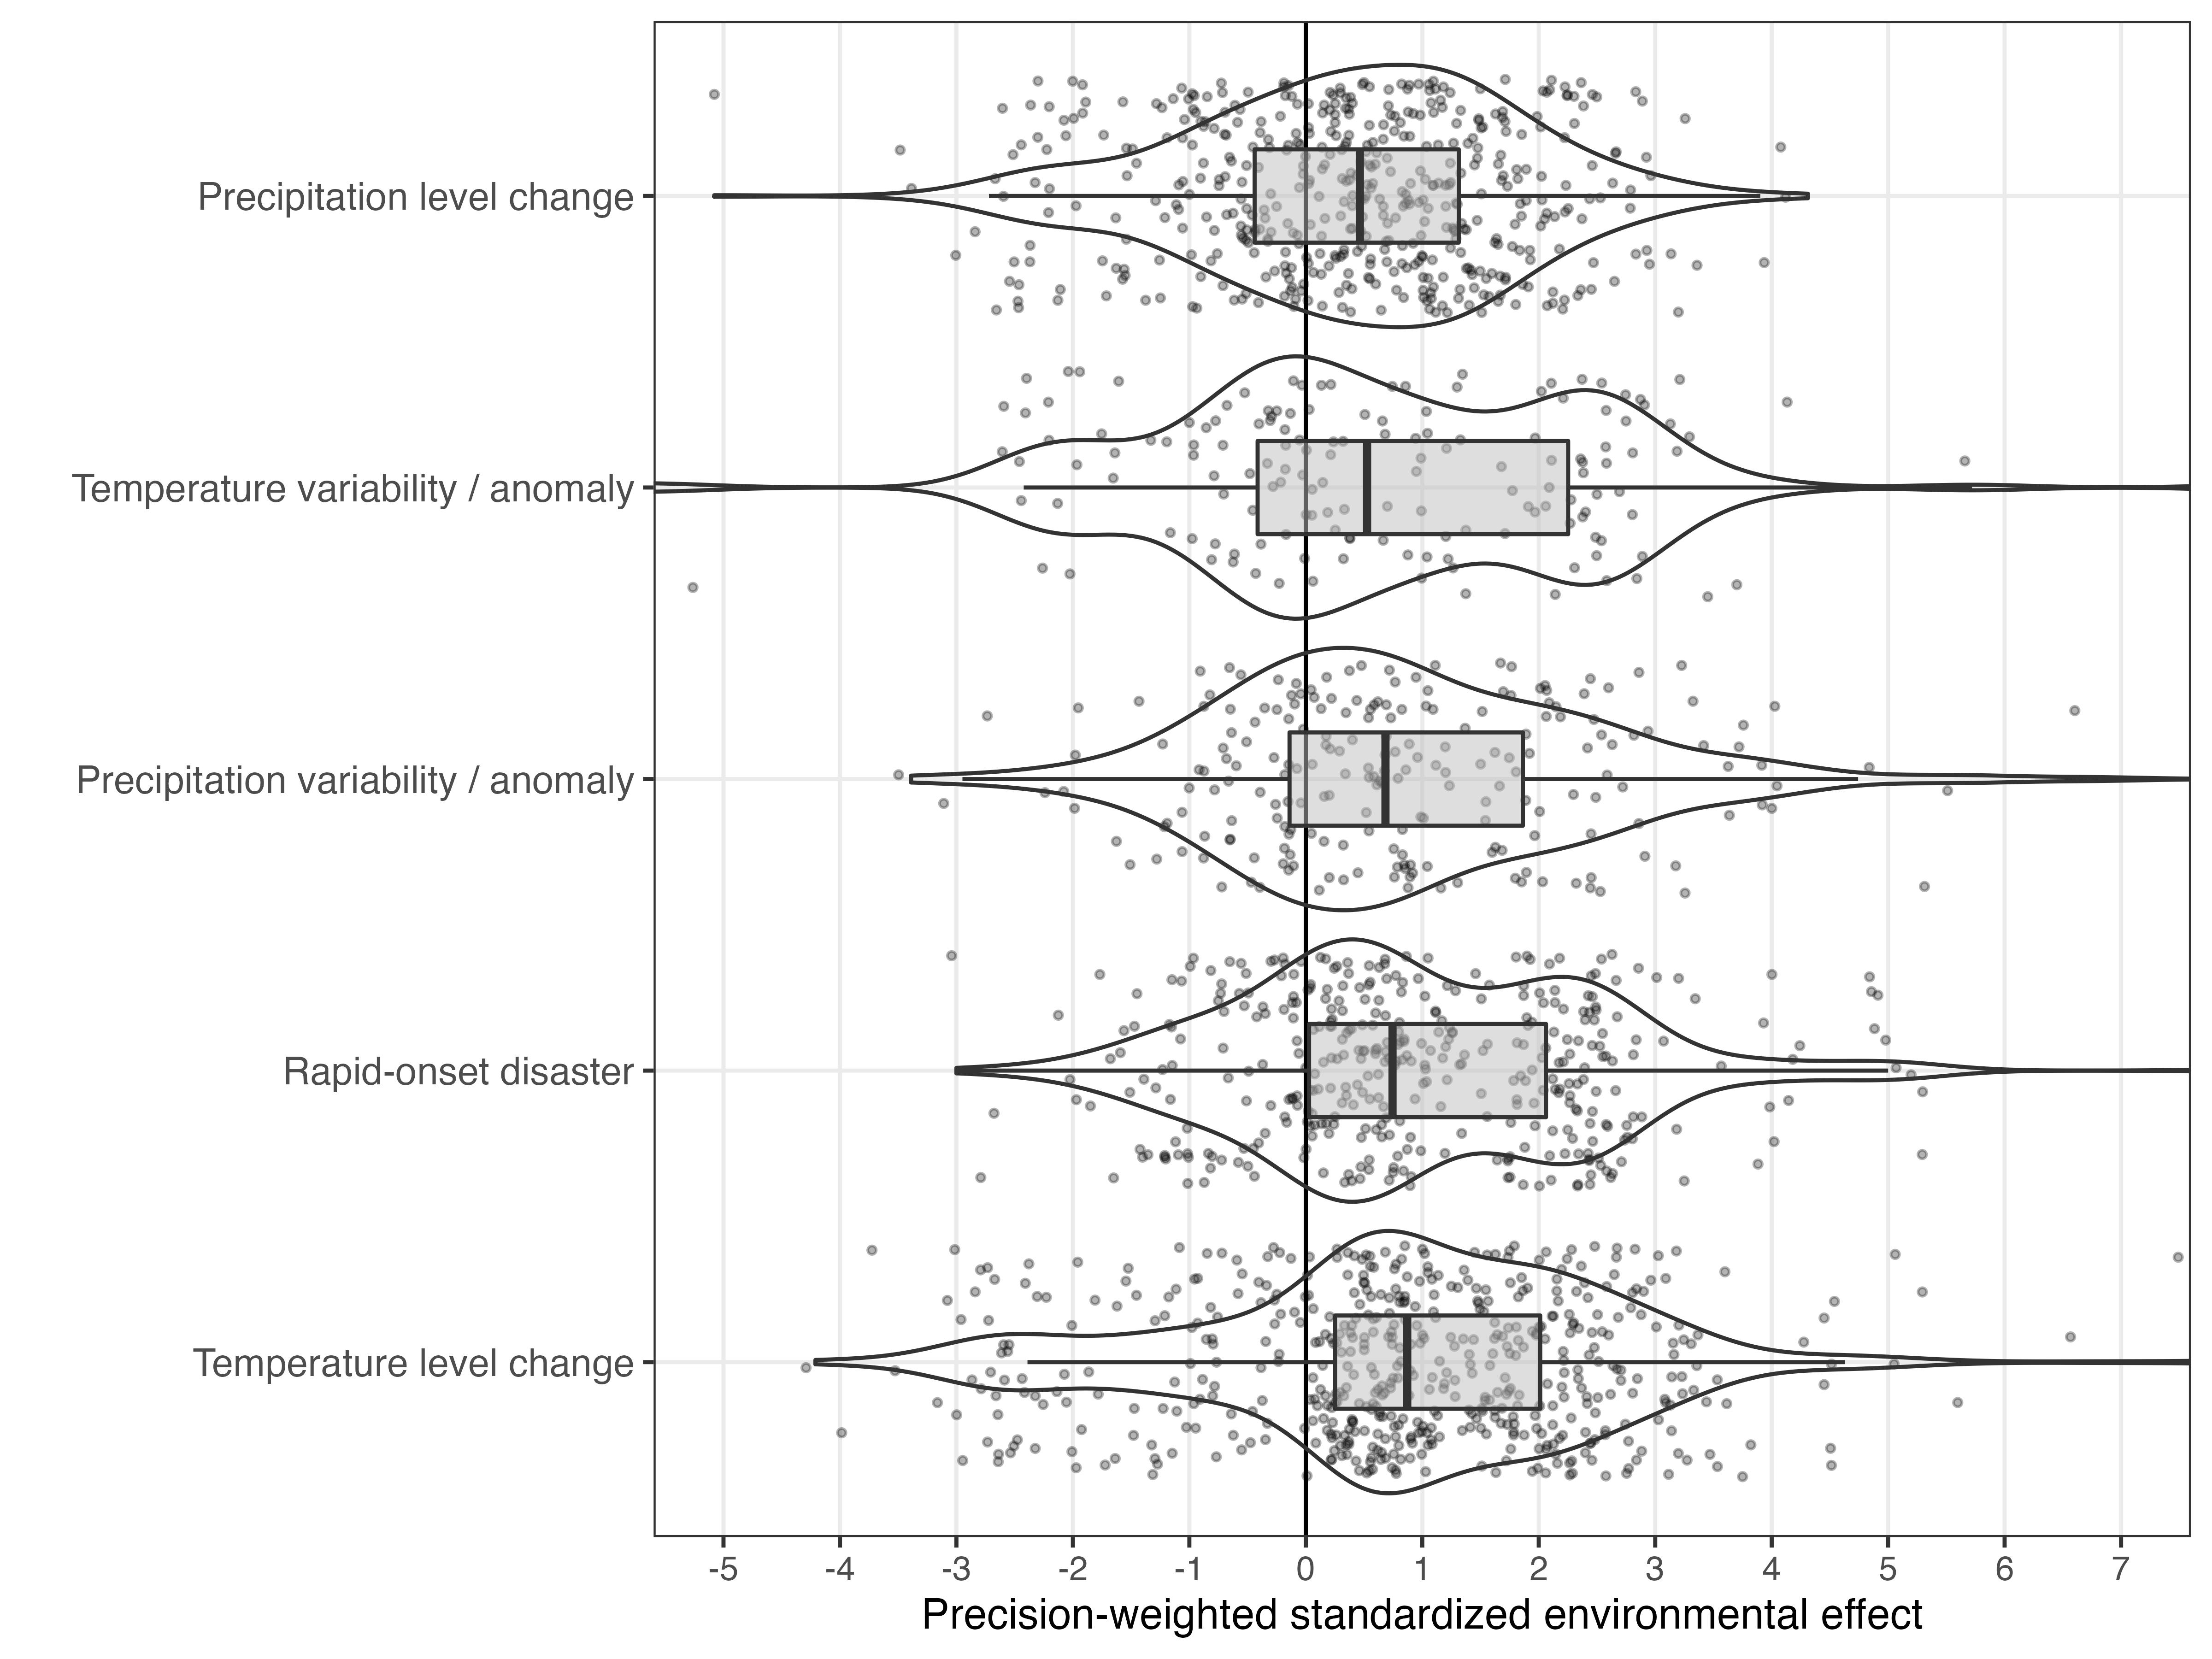 Precipitation level change
Temperature variability / anomaly
Precipitation variability / anomaly
Rapid-onset disaster
Temperature level change
-5 -4 -3 -2 -1 0 1 2 3 4 5 6 7
Precision-weighted standardized environmental effect